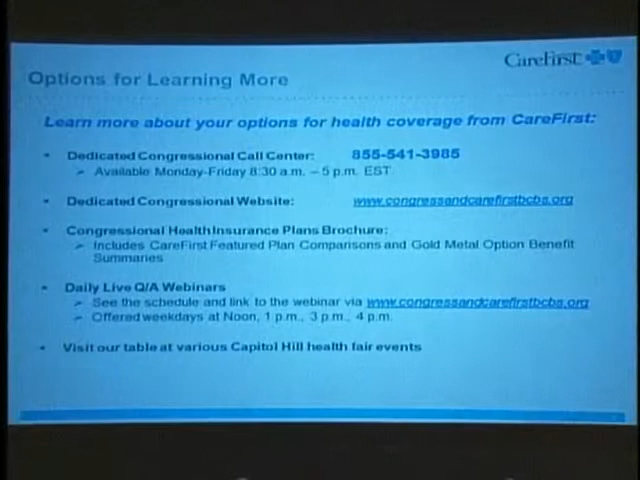 CareFirst
Options for Learning More
Learn more about your options for health coverage from CareFirst:
• Dedicated Congressional Call Center: 855-541-3985
➢ Available Monday-Friday 8:30 a.m. – 5 p.m. EST
• Dedicated Congressional Website: www.congressandcarefirstbcbs.org
• Congressional Health Insurance Plans Brochure:
➢ Includes CareFirst Featured Plan Comparisons and Gold Metal Option Benefit
Summaries
• Daily Live Q/A Webinars
➢ See the schedule and link to the webinar via www.congressandcarefirstbcbs.org
➢ Offered weekdays at Noon, 1 p.m., 3 p.m., 4 p.m.
• Visit our table at various Capitol Hill health fair events